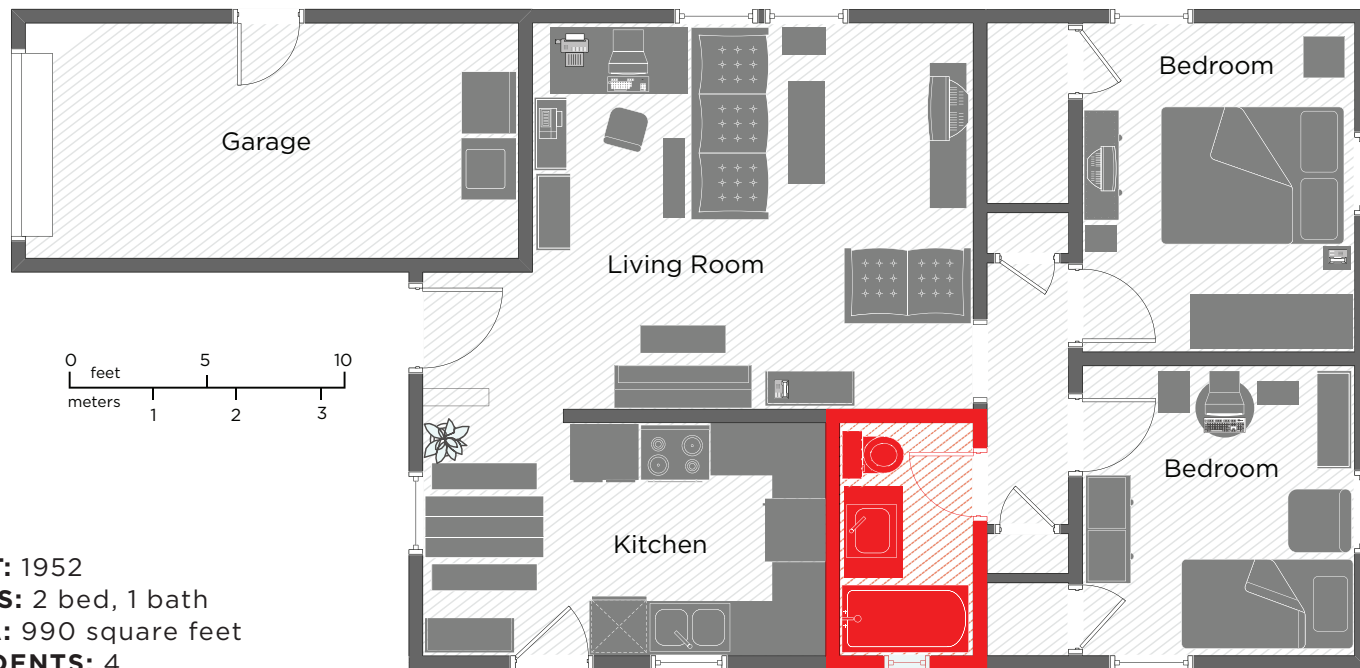 Garage
Living Room
Bedroom
Bedroom
Kitchen
0 5 10
feet
meters
1 2 3
: 1952
: 2 bed, 1 bath
: 990 square feet
: 4